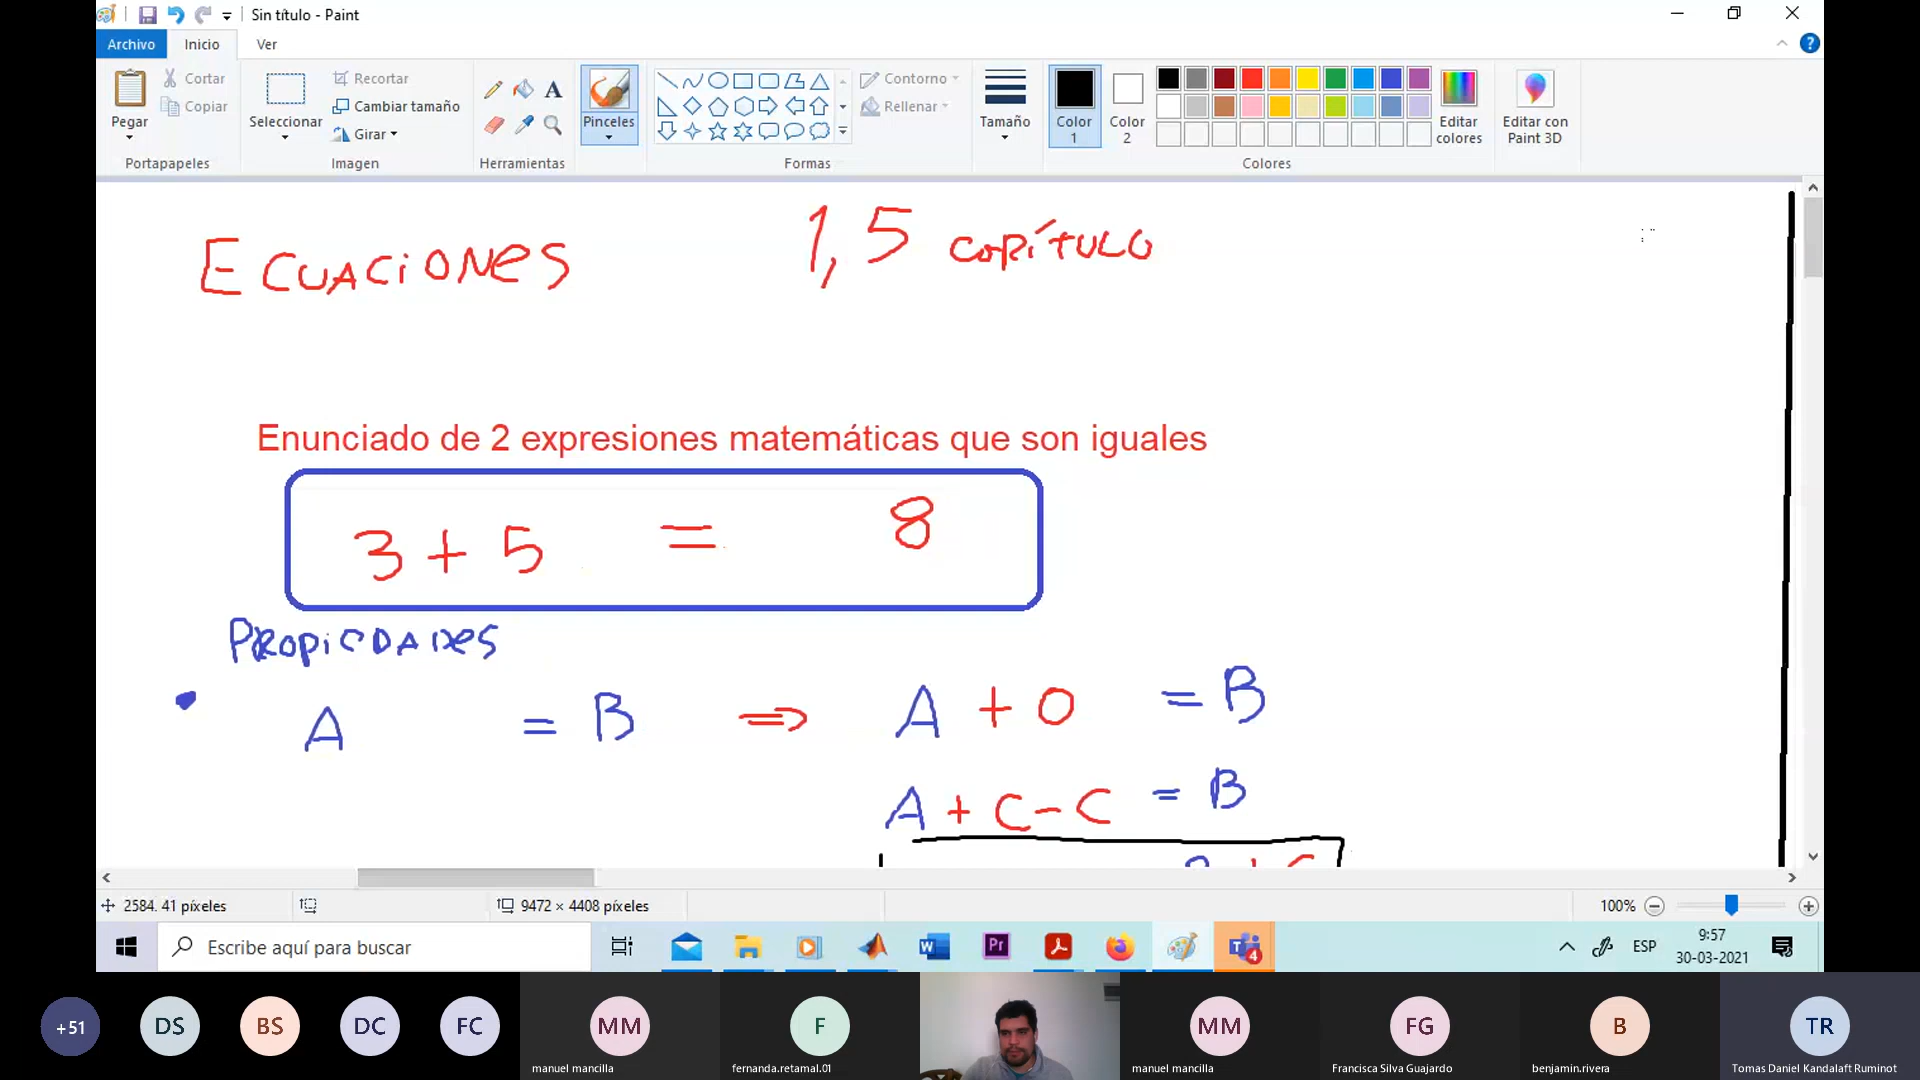 Sin título - Paint
Archivo Inicio Ver
Pegar Cortar Copiar Portapapeles
Seleccionar Recortar Cambiar tamaño Girar Imagen
A Herramientas
Pinceles
Contorno Rellenar Formas
Tamaño
Color 1 Color 2 Editar colores Colores
Editar con Paint 3D
ECUACiONes 1,5 capítulo
Enunciado de 2 expresiones matemáticas que son iguales
3 + 5 = 8
PROPiEDADES
A = B ⇒ A + 0 = B
A + C - C = B
B + C
2584, 41 píxeles 9472 × 4408 píxeles 100%
Escribe aquí para buscar W Pr 4 ESP 9:57
30-03-2021
+51 DS BS DC FC MM F MM FG B TR
manuel mancilla fernanda.retamal.01 manuel mancilla Francisca Silva Guajardo benjamin.rivera Tomas Daniel Kandalaft Ruminot